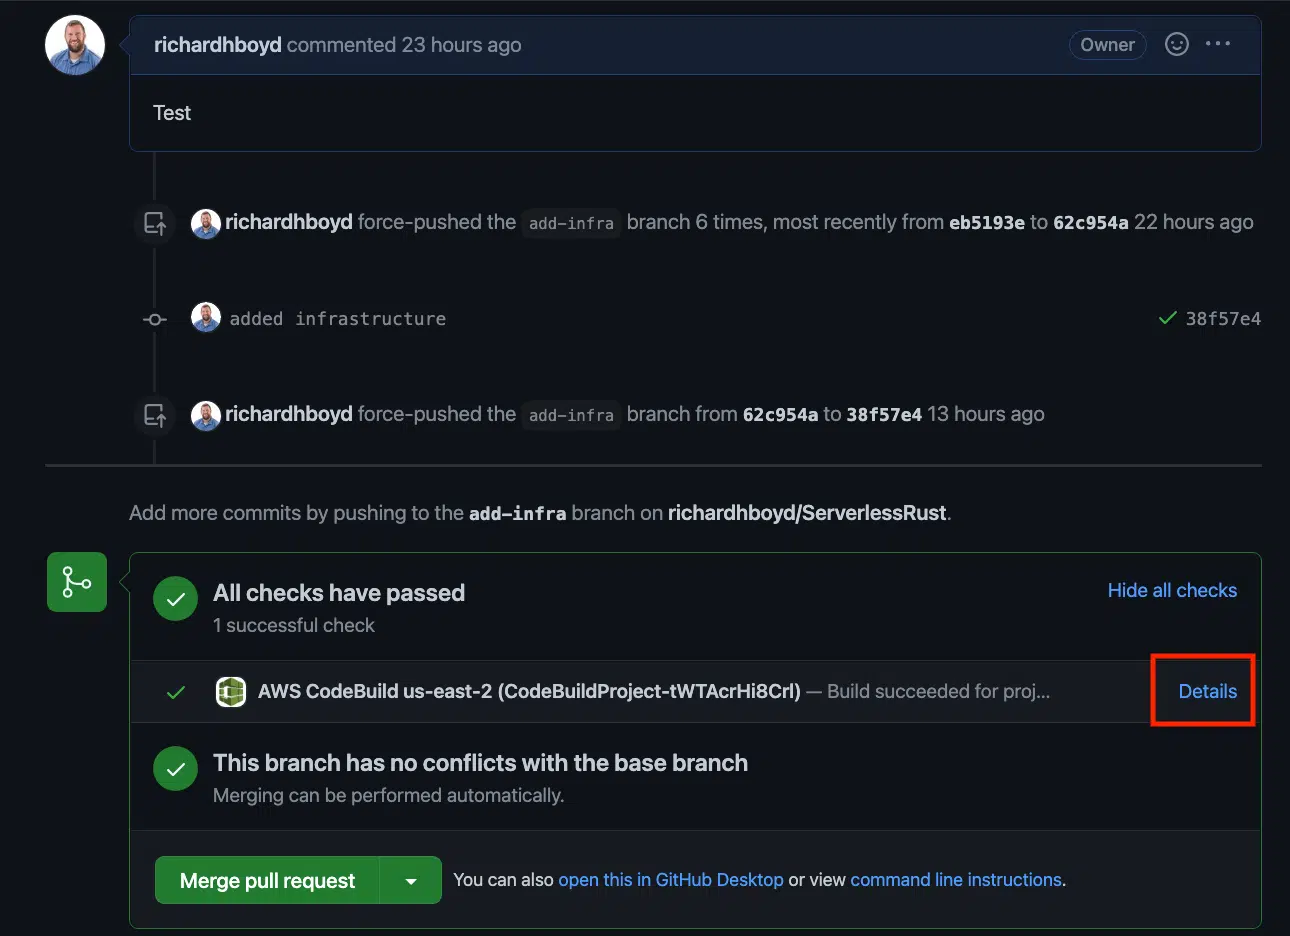 richardhboyd commented 23 hours ago Owner
Test
richardhboyd force-pushed the add-infra branch 6 times, most recently from eb5193e to 62c954a 22 hours ago
added infrastructure 38f57e4
richardhboyd force-pushed the add-infra branch from 62c954a to 38f57e4 13 hours ago
Add more commits by pushing to the add-infra branch on richardhboyd/ServerlessRust.
All checks have passed Hide all checks
1 successful check
AWS CodeBuild us-east-2 (CodeBuildProject-tWTAcrHi8Crl) — Build succeeded for proj... Details
This branch has no conflicts with the base branch
Merging can be performed automatically.
Merge pull request You can also open this in GitHub Desktop or view command line instructions.